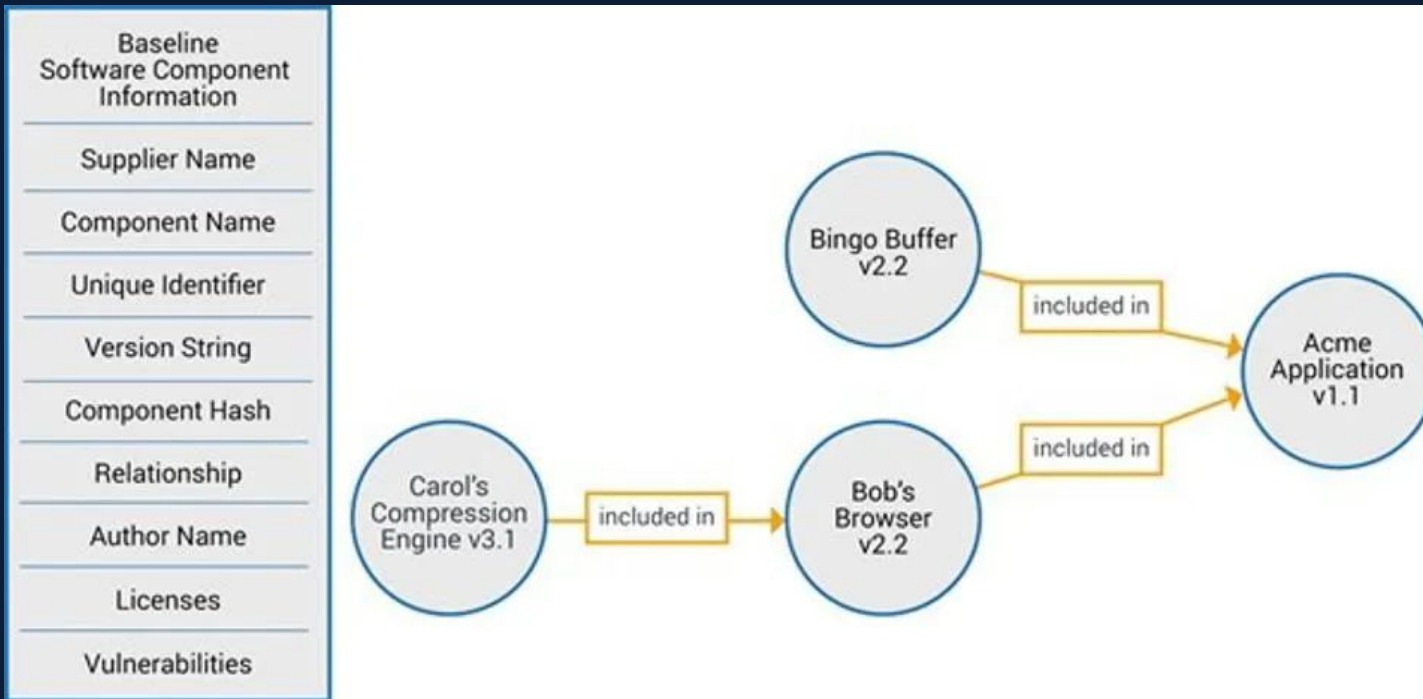 Baseline
Software Component
Information
Supplier Name
Component Name
Unique Identifier
Version String
Component Hash
Relationship
Author Name
Licenses
Vulnerabilities
Bingo Buffer
v2.2
included in
Acme
Application
v1.1
included in
Carol's
Compression
Engine v3.1
included in
Bob's
Browser
v2.2